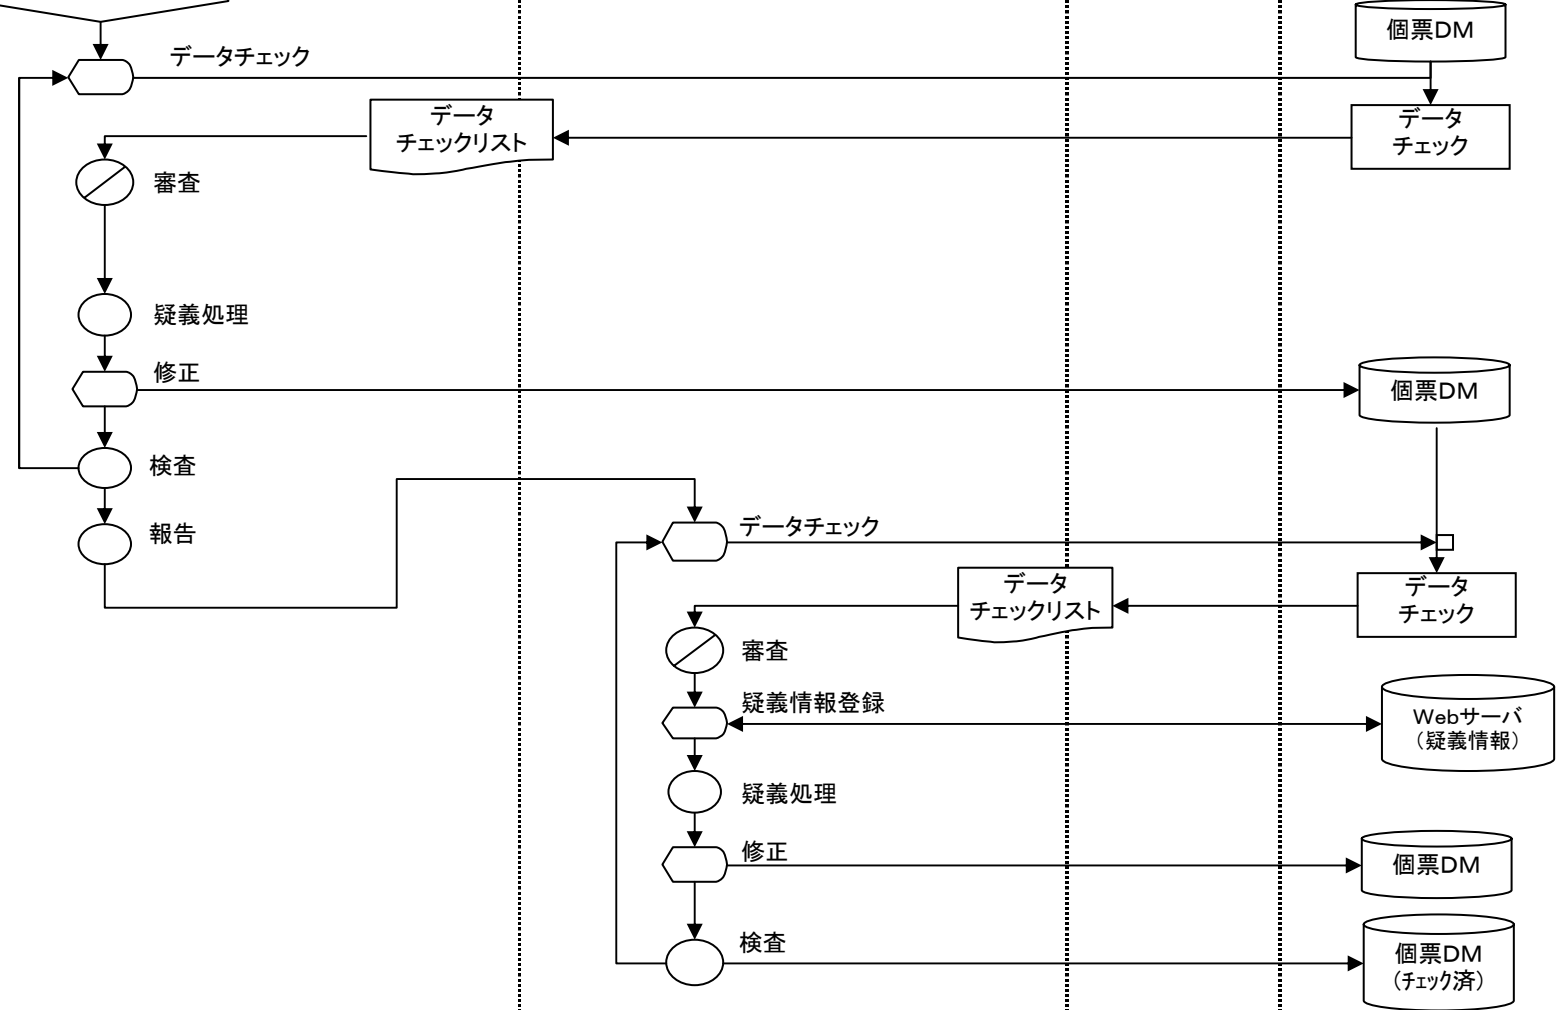 個票DM
データチェック
データ
チェックリスト
データ
チェック
審査
疑義処理
修正
個票DM
検査
報告
データチェック
データ
チェックリスト
データ
チェック
審査
疑義情報登録
Webサーバ
（疑義情報）
疑義処理
修正
個票DM
検査
個票DM
（チェック済）